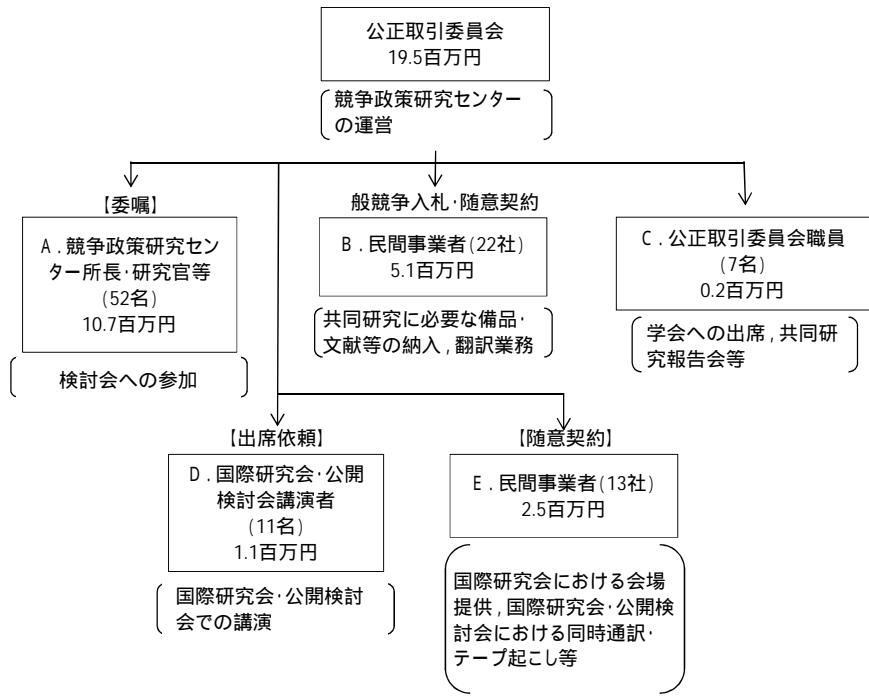 公正取引委員会
19.5百万円
競争政策研究センター
の運営
【委嘱】
A．競争政策研究セン
ター所長・研究官等
(52名)
10.7百万円
検討会への参加
般競争入札・随意契約
B．民間事業者(22社)
5.1百万円
共同研究に必要な備品・
文献等の納入，翻訳業務
C．公正取引委員会職員
(7名)
0.2百万円
学会への出席，共同研
究報告会等
【出席依頼】
D．国際研究会・公開
検討会講演者
(11名)
1.1百万円
国際研究会・公開検討
会での講演
【随意契約】
E．民間事業者(13社)
2.5百万円
国際研究会における会場
提供，国際研究会・公開検
討会における同時通訳・
テープ起こし等